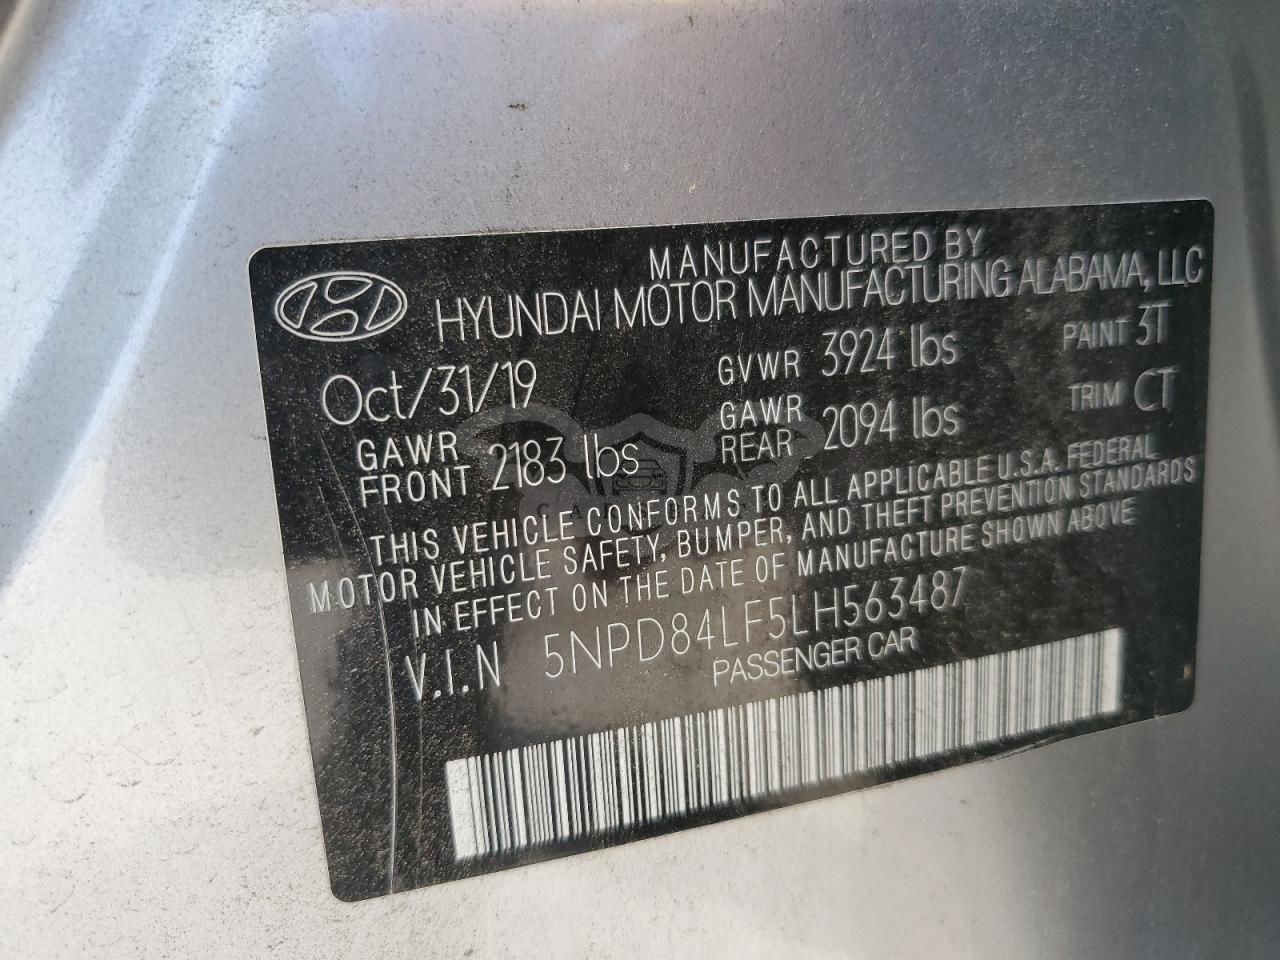 MANUFACTURED BY
HYUNDAI MOTOR MANUFACTURING ALABAMA, LLC
Oct/31/19 GVWR 3924 lbs PAINT 3T
GAWR FRONT 2183 lbs GAWR REAR 2094 lbs TRIM CT
THIS VEHICLE CONFORMS TO ALL APPLICABLE U.S.A. FEDERAL
MOTOR VEHICLE SAFETY, BUMPER, AND THEFT PREVENTION STANDARDS
IN EFFECT ON THE DATE OF MANUFACTURE SHOWN ABOVE
V.I.N 5NPD84LF5LH563487
PASSENGER CAR